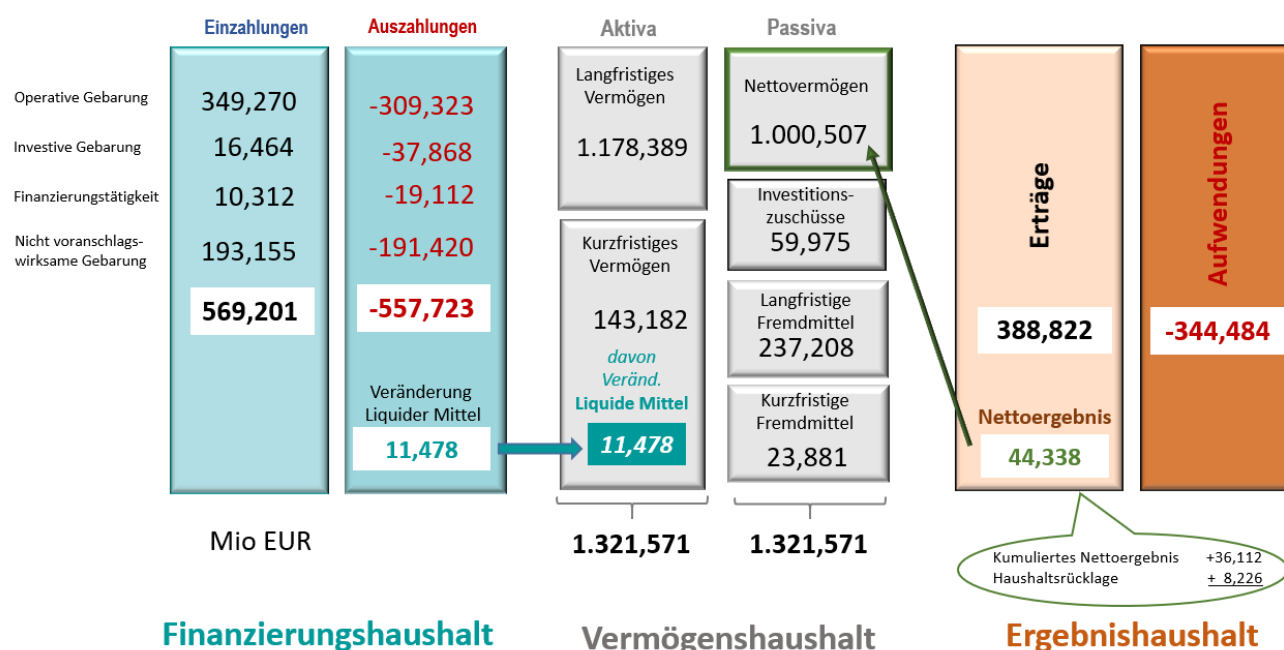 Einzahlungen
Auszahlungen
Aktiva
Passiva
Operative Gebarung
349,270
-309,323
Investive Gebarung
16,464
-37,868
Finanzierungstätigkeit
10,312
-19,112
Nicht voranschlags-
wirksame Gebarung
193,155
-191,420
569,201
-557,723
Veränderung
Liquider Mittel
11,478
Langfristiges
Vermögen
1.178,389
Kurzfristiges
Vermögen
143,182
davon
Veränd.
Liquide Mittel
11,478
Nettovermögen
1.000,507
Investitions-
zuschüsse
59,975
Langfristige
Fremdmittel
237,208
Kurzfristige
Fremdmittel
23,881
Erträge
388,822
Nettoergebnis
44,338
Aufwendungen
-344,484
Mio EUR
1.321,571
1.321,571
Kumuliertes Nettoergebnis +36,112
Haushaltsrücklage + 8,226
Finanzierungshaushalt
Vermögenshaushalt
Ergebnishaushalt